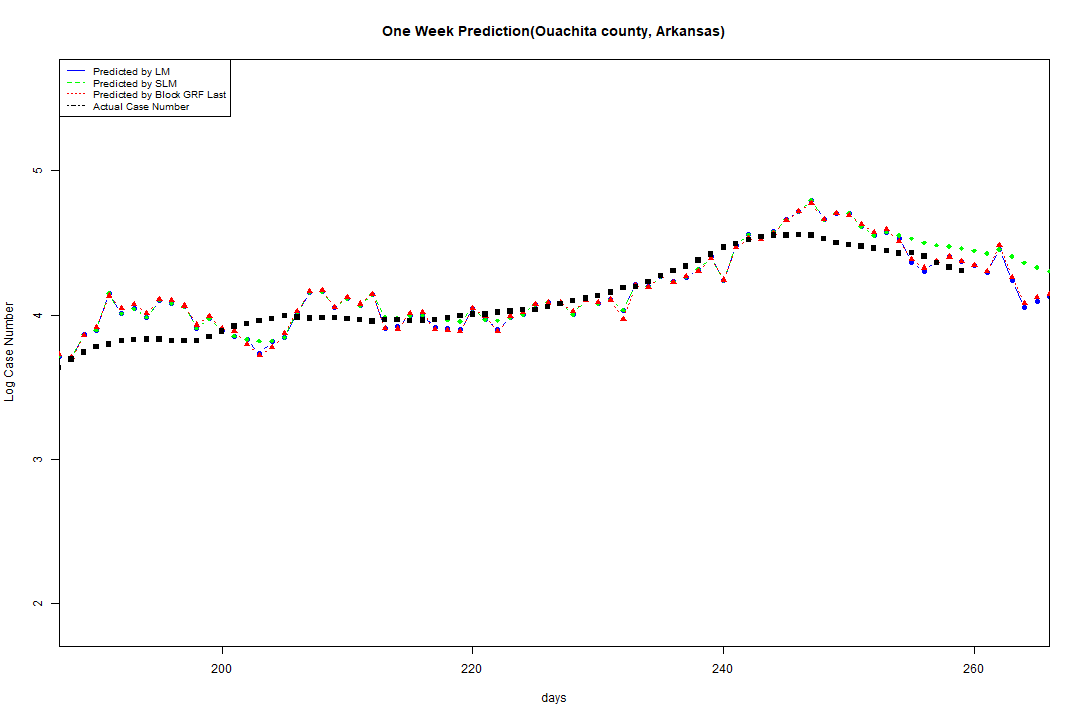 One Week Prediction(Ouachita county, Arkansas)
Predicted by LM
Predicted by SLM
Predicted by Block GRF Last
Actual Case Number
5
4
3
2
Log Case Number
200
220
240
260
days